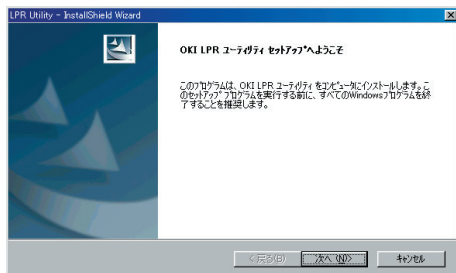 LPR Utility - InstallShield Wizard
OKI LPR ユーティリティ セットアップへようこそ
このプログラムは、OKI LPR ユーティリティ をコンピュータにインストールします。こ
のセットアップ プログラムを実行する前に、すべてのWindowsプログラムを終
了することを推奨します。
< 戻る(B)
次へ (N)>
キャンセル